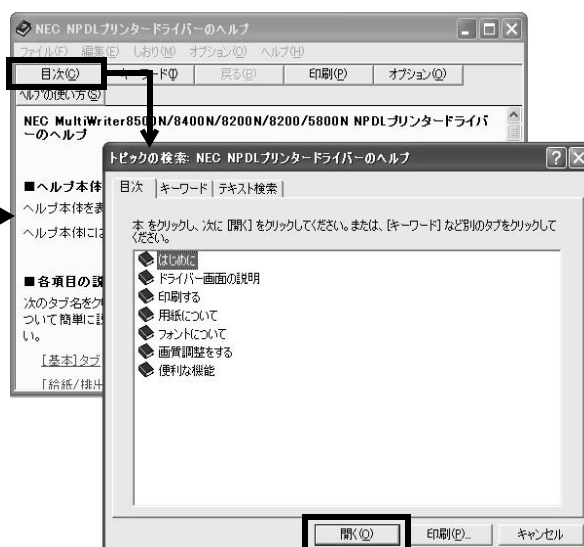 NEC NPDLプリンタードライバーのヘルプ
ファイル(F) 編集(E) しおり(M) オプション(O) ヘルプ(H)
目次(C) キーワード(I) 戻る(B) 印刷(P) オプション(O)
ヘルプの使い方(S)
NEC MultiWriter8500N/8400N/8200N/8200/5800N NPDLプリンタードライバ
ーのヘルプ
■ヘルプ本体
ヘルプ本体を表
ヘルプ本体には
■各項目の説
次のタブ名をク
ついて簡単に説
い。
[基本]タブ
[給紙/排出
トピックの検索: NEC NPDLプリンタードライバーのヘルプ
目次 キーワード テキスト検索
本 をクリックし、次に [開く] をクリックしてください。または、[キーワード] など別のタブをクリックして
ください。
はじめに
ドライバー画面の説明
印刷する
用紙について
フォントについて
画質調整をする
便利な機能
開く(O) 印刷(P)... キャンセル